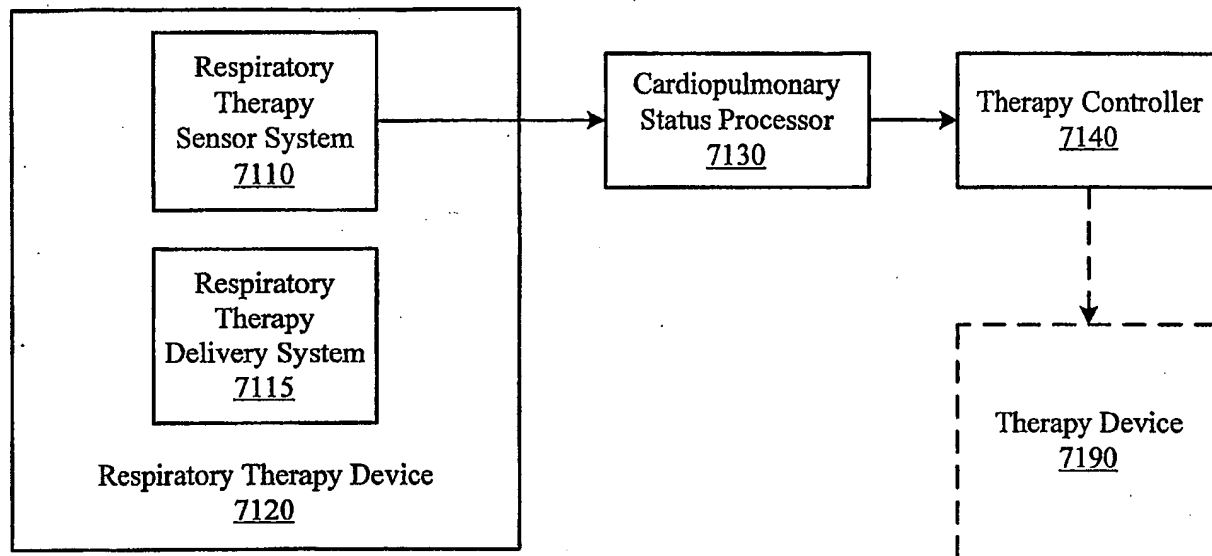 Respiratory
Therapy
Sensor System
7110
Respiratory
Therapy
Delivery System
7115
Respiratory Therapy Device
7120
Cardiopulmonary
Status Processor
7130
Therapy Controller
7140
Therapy Device
7190